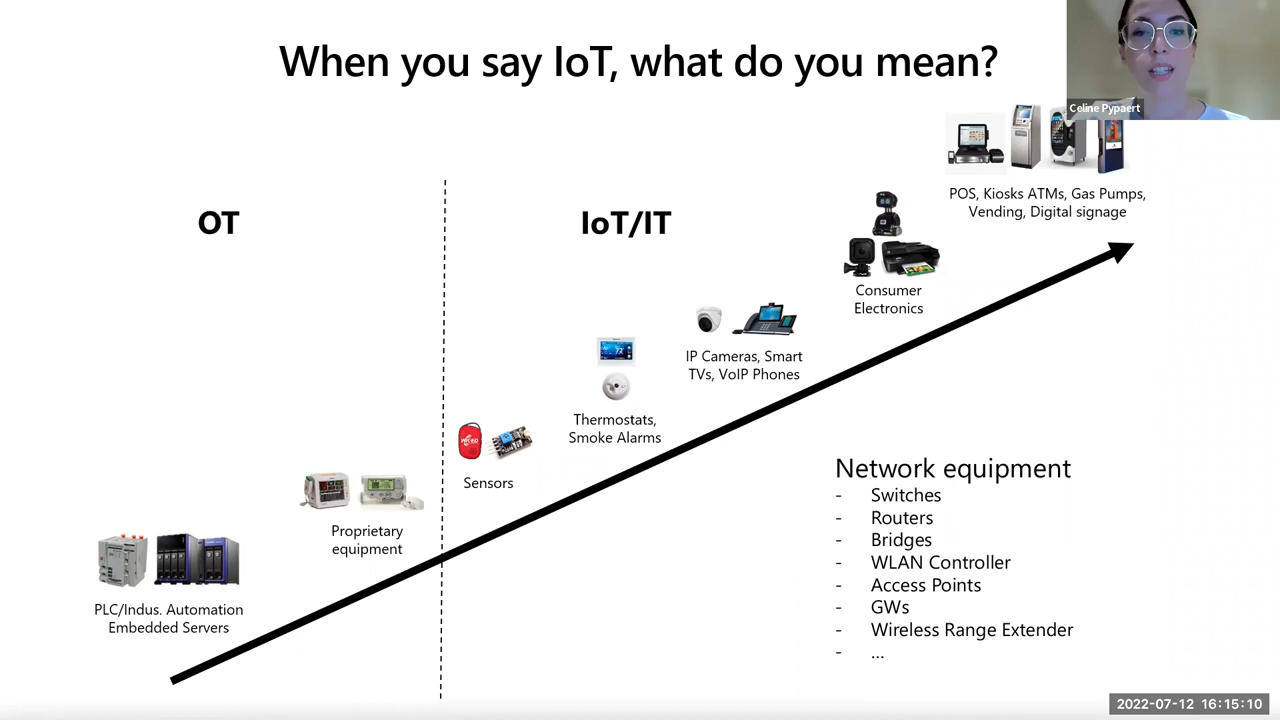 When you say IoT, what do you mean?
Celine Pypaert
POS, Kiosks ATMs, Gas Pumps,
Vending, Digital signage
OT
IoT/IT
Consumer
Electronics
IP Cameras, Smart
TVs, VoIP Phones
Thermostats,
Smoke Alarms
Sensors
Proprietary
equipment
PLC/Indus. Automation
Embedded Servers
Network equipment
- Switches
- Routers
- Bridges
- WLAN Controller
- Access Points
- GWs
- Wireless Range Extender
- ...
2022-07-12 16:15:10